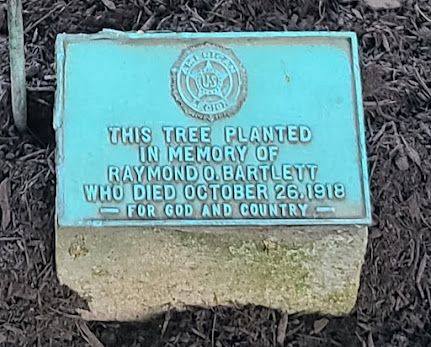 AMERICAN
US
LEGION
THIS TREE PLANTED
IN MEMORY OF
RAYMOND O. BARTLETT
WHO DIED OCTOBER 26, 1918
— FOR GOD AND COUNTRY —